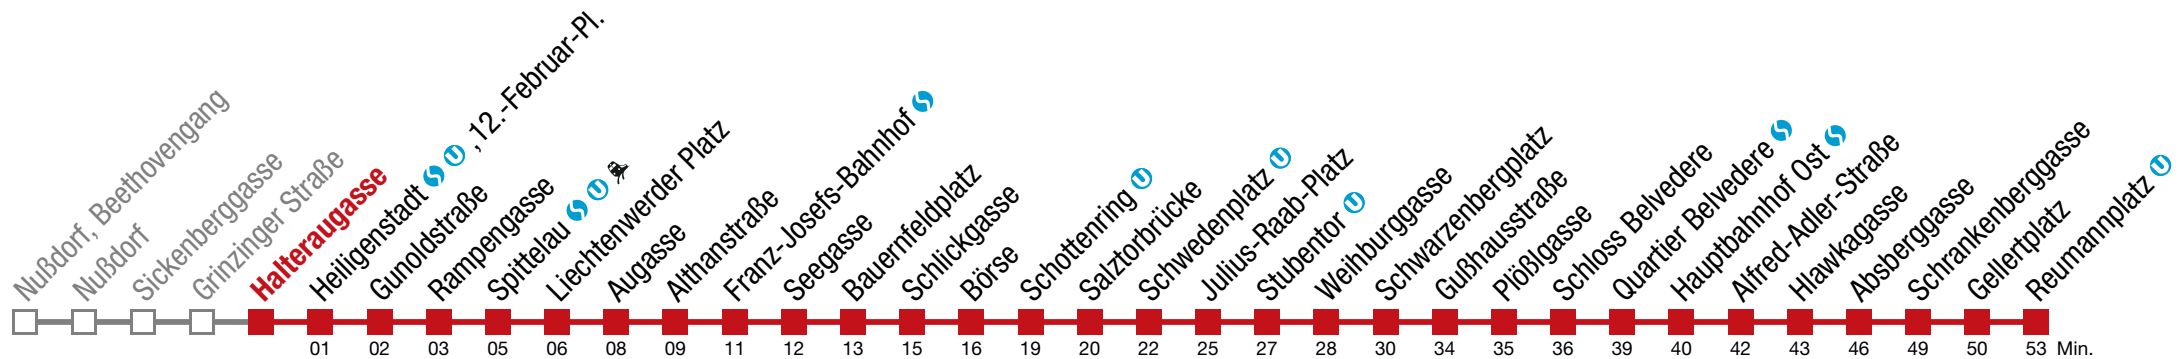 Nußdorf, Beethovengang
Nußdorf
Sickenberggasse
Grinzinger Straße
Halteraugasse
Heiligenstadt S U , 12.-Februar-Pl.
Gunoldstraße
Rampengasse
Spittelau S U
Liechtenwerder Platz
Augasse
Althanstraße
Franz-Josefs-Bahnhof S
Seegasse
Bauernfeldplatz
Schlickgasse
Börse
Schottenring U
Salztorbrücke
Schwedenplatz U
Julius-Raab-Platz
Stubentor U
Weihburggasse
Schwarzenbergplatz
Gußhausstraße
Plößlgasse
Schloss Belvedere
Quartier Belvedere S
Hauptbahnhof Ost S
Alfred-Adler-Straße
Hlawkagasse
Absberggasse
Schrankenberggasse
Gellertplatz
Reumannplatz U
01 02 03 05 06 08 09 11 12 13 15 16 19 20 22 25 27 28 30 34 35 36 39 40 42 43 46 49 50 53 Min.